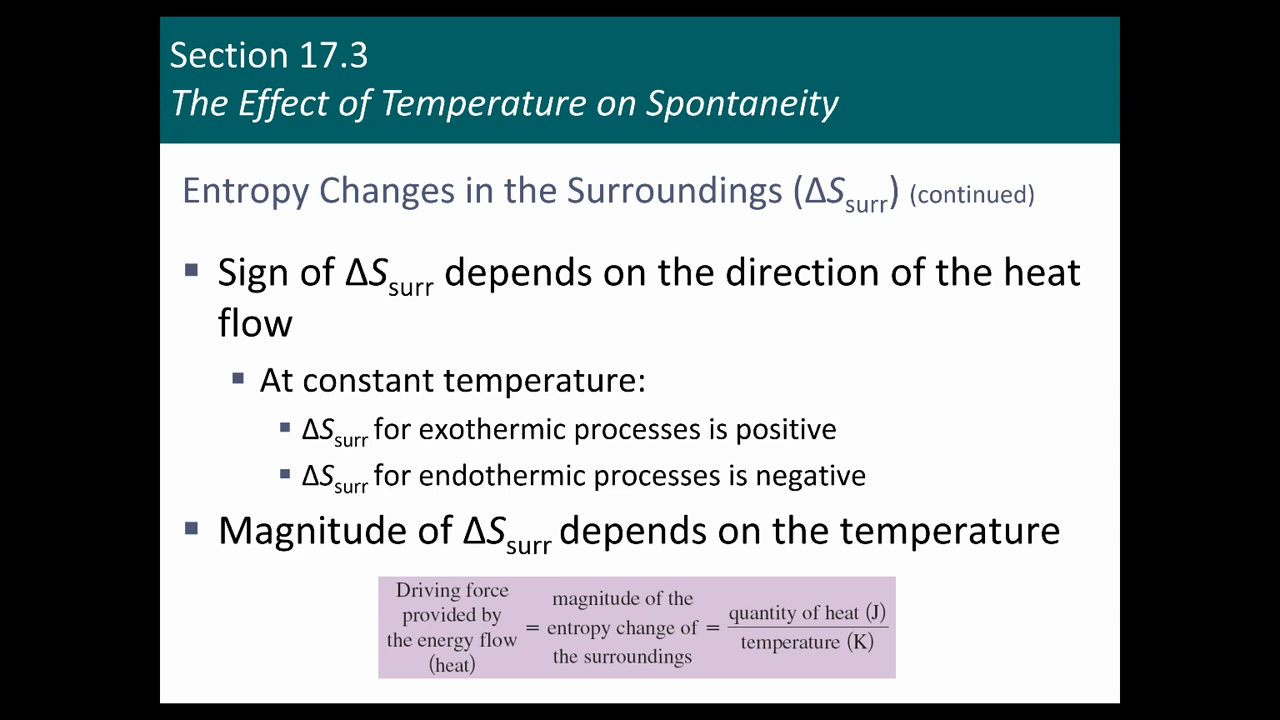 Section 17.3
The Effect of Temperature on Spontaneity
Entropy Changes in the Surroundings (ΔSsurr) (continued)
▪ Sign of ΔSsurr depends on the direction of the heat
flow
▪ At constant temperature:
▪ ΔSsurr for exothermic processes is positive
▪ ΔSsurr for endothermic processes is negative
▪ Magnitude of ΔSsurr depends on the temperature
Driving force
provided by
the energy flow
(heat)
=
magnitude of the
entropy change of
the surroundings
=
quantity of heat (J)
temperature (K)